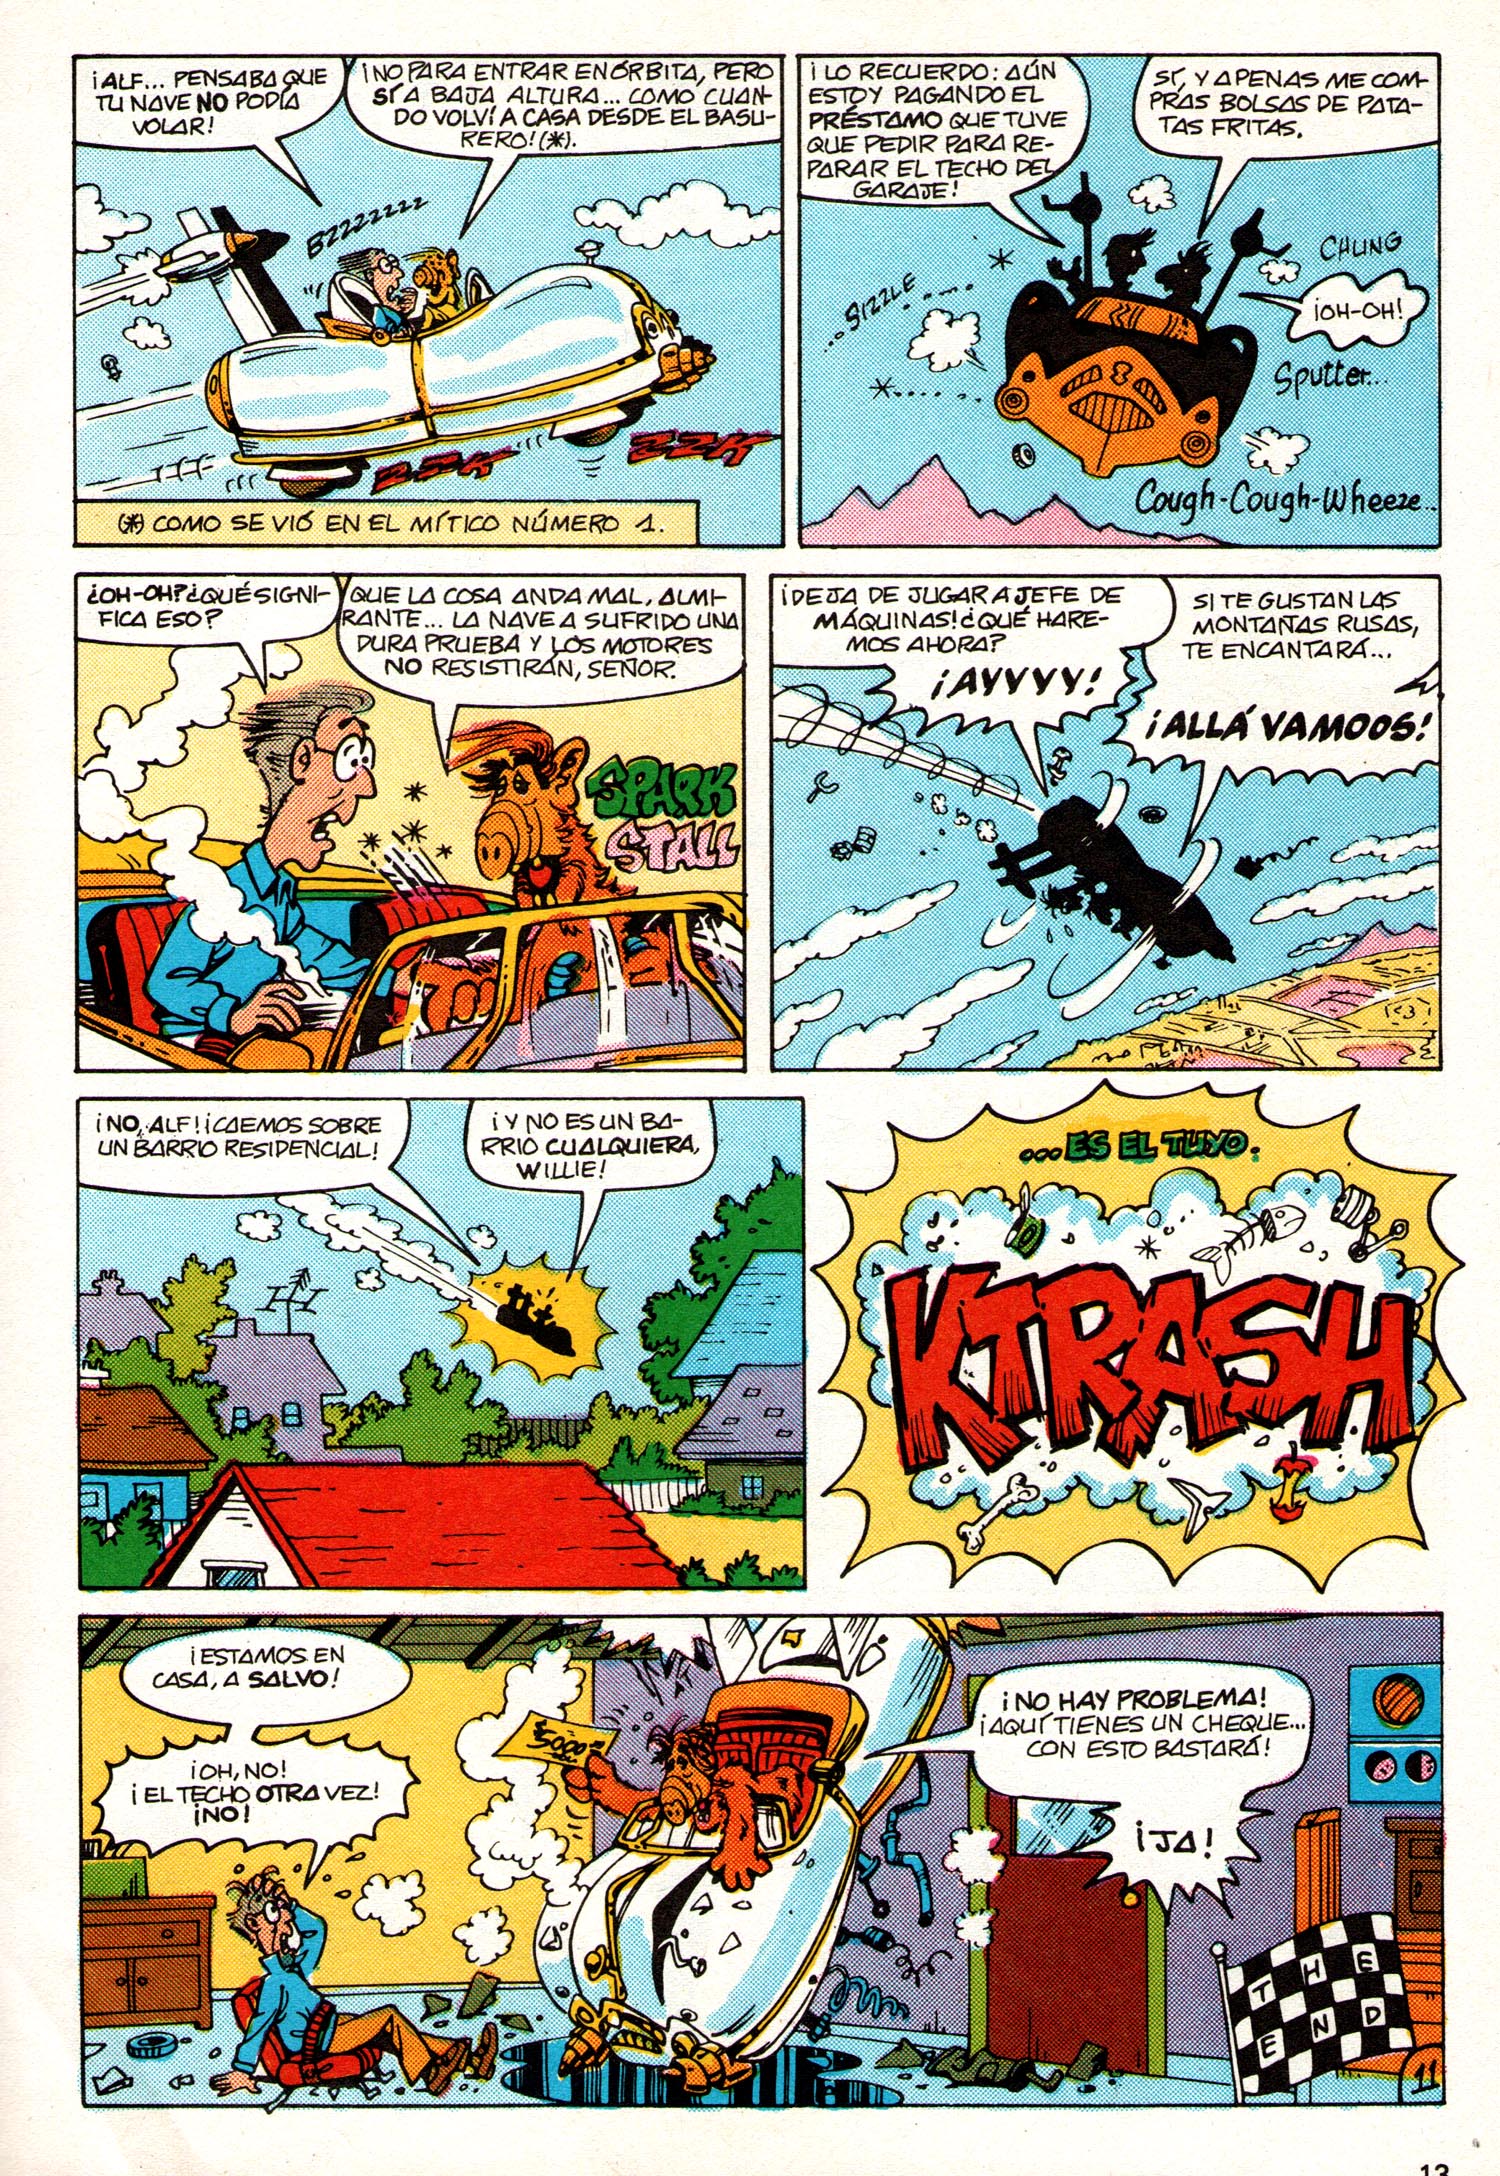 ¡ALF... PENSABA QUE
TU NAVE NO PODÍA
VOLAR!
¡NO PARA ENTRAR EN ÓRBITA, PERO
SÍ A BAJA ALTURA... COMO CUAN-
DO VOLVÍ A CASA DESDE EL BASU-
RERO! (*).
BZZZZZZZZ
ZZK
ZZK
(*) COMO SE VIÓ EN EL MÍTICO NÚMERO 1.
¡LO RECUERDO: AÚN
ESTOY PAGANDO EL
PRÉSTAMO QUE TUVE
QUE PEDIR PARA RE-
PARAR EL TECHO DEL
GARAJE!
SÍ, Y APENAS ME COM-
PRAS BOLSAS DE PATA-
TAS FRITAS.
CHUNG
¡OH-OH!
...SIZZLE....
Sputter...
Cough-Cough-Wheeze...
¿OH-OH? ¿QUÉ SIGNI-
FICA ESO?
QUE LA COSA ANDA MAL, ALMI-
RANTE... LA NAVE A SUFRIDO UNA
DURA PRUEBA Y LOS MOTORES
NO RESISTIRÁN, SEÑOR.
SPARK
STALL
¡DEJA DE JUGAR A JEFE DE
MÁQUINAS! ¿QUÉ HARE-
MOS AHORA?
¡AYYYYY!
SI TE GUSTAN LAS
MONTAÑAS RUSAS,
TE ENCANTARÁ...
¡ALLÁ VAMOOS!
¡NO, ALF! ¡CAEMOS SOBRE
UN BARRIO RESIDENCIAL!
¡Y NO ES UN BA-
RRIO CUALQUIERA,
WILLIE!
...ES EL TUYO.
KTRASH
¡ESTAMOS EN
CASA, A SALVO!
¡OH, NO!
¡EL TECHO OTRA VEZ!
¡NO!
$5000=
¡NO HAY PROBLEMA!
¡AQUÍ TIENES UN CHEQUE...
CON ESTO BASTARÁ!
¡JA!
THE
END
11
13